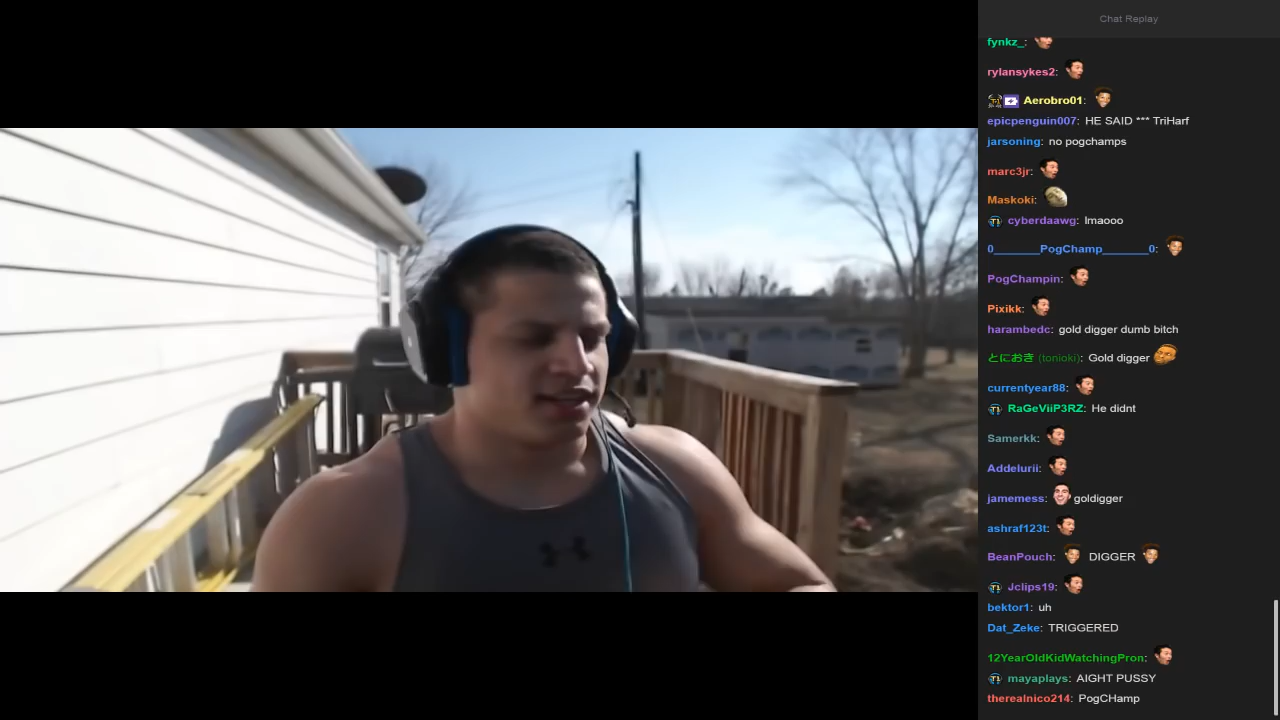 Chat Replay
fynkz_:
rylansykes2:
Aerobro01:
epicpenguin007: HE SAID *** TriHarf
jarsoning: no pogchamps
marc3jr:
Maskoki:
cyberdaawg: lmaooo
0_______PogChamp_______0:
PogChampin:
Pixikk:
harambedc: gold digger dumb bitch
とにおき (tonioki): Gold digger
currentyear88:
RaGeViiP3RZ: He didnt
Samerkk:
Addelurii:
jamemess: goldigger
ashraf123t:
BeanPouch: DIGGER
Jclips19:
bektor1: uh
Dat_Zeke: TRIGGERED
12YearOldKidWatchingPron:
mayaplays: AIGHT PUSSY
therealnico214: PogCHamp